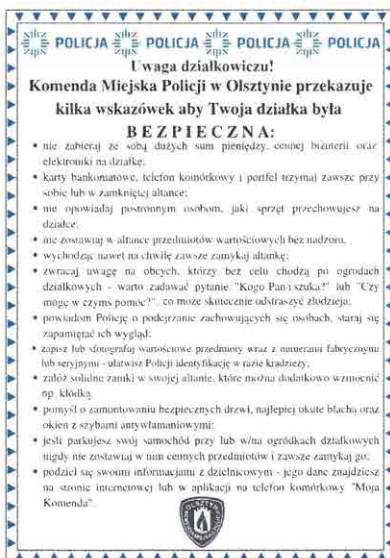 POLICJA POLICJA POLICJA POLICJA
Uwaga działkowiczu!
Komenda Miejska Policji w Olsztynie przekazuje
kilka wskazówek aby Twoja działka była
BEZPIECZNA:
• nie zabieraj ze sobą dużych sum pieniędzy, cennej biżuterii oraz
elektroniki na działkę;
• karty bankomatowe, telefon komórkowy i portfel trzymaj zawsze przy
sobie lub w zamkniętej altance;
• nie opowiadaj postronnym osobom, jaki sprzęt przechowujesz na
działce;
• nie zostawiaj w altance przedmiotów wartościowych bez nadzoru,
• wychodząc nawet na chwilę zawsze zamykaj altankę;
• zwracaj uwagę na obcych, którzy bez celu chodzą po ogrodach
działkowych - warto zadawać pytanie "Kogo Pan/i szuka?" lub "Czy
mogę w czymś pomóc?", co może skutecznie odstraszyć złodzieja;
• powiadom Policję o podejrzanie zachowujących się osobach, staraj się
zapamiętać ich wygląd;
• zapisz lub sfotografuj wartościowe przedmioty wraz z numerami fabrycznymi
lub seryjnymi - ułatwisz Policji identyfikację w razie kradzieży;
• załóż solidne zamki w swojej altanie, które można dodatkowo wzmocnić
np. kłódką,
• pomyśl o zamontowaniu bezpiecznych drzwi, najlepiej okute blachą oraz
okien z szybami antywłamaniowymi;
• jeśli parkujesz swój samochód przy lub w/na ogródkach działkowych
nigdy nie zostawiaj w nim cennych przedmiotów i zawsze zamykaj go;
• podziel się swoimi informacjami z dzielnicowym - jego dane znajdziesz
na stronie internetowej lub w aplikacji na telefon komórkowy "Moja
Komenda".
OLSZTYN